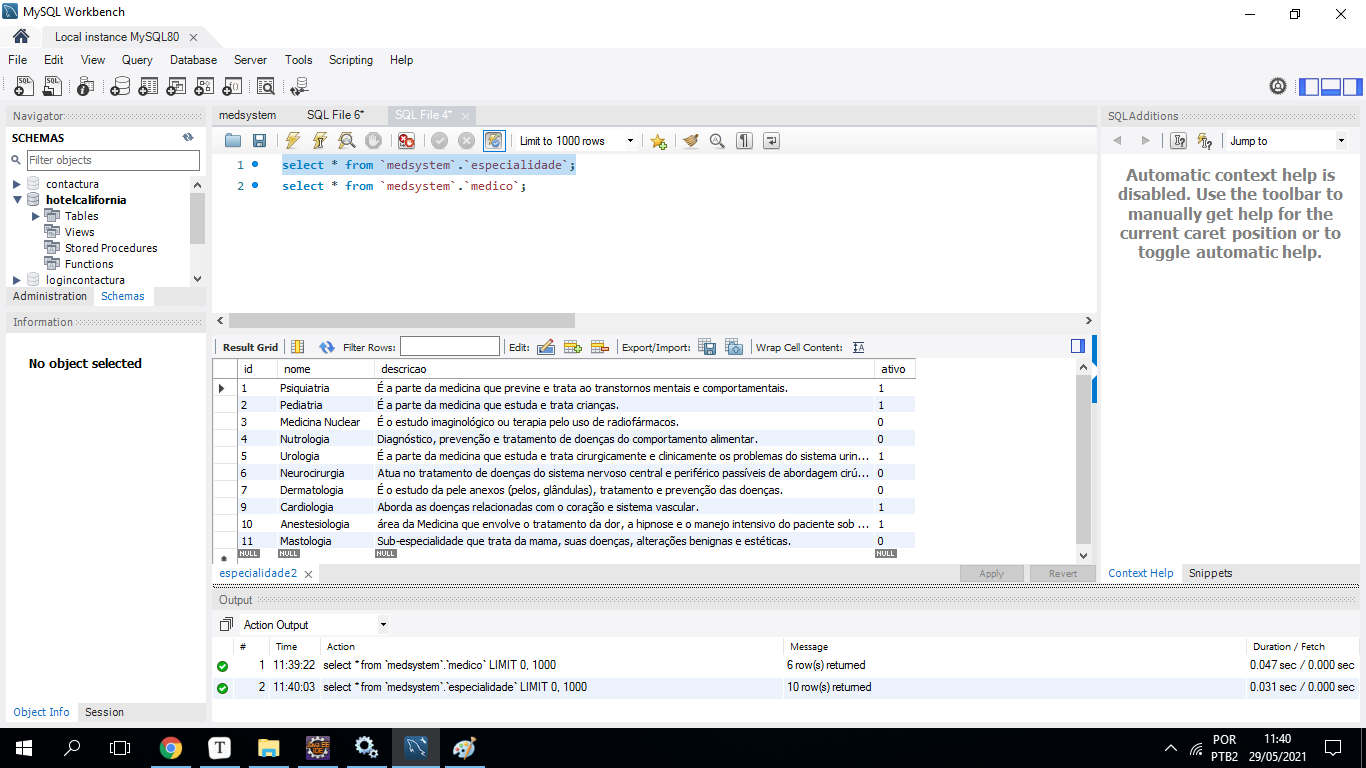 MySQL Workbench
Local instance MySQL80
File Edit View Query Database Server Tools Scripting Help
Navigator
SCHEMAS
Filter objects
contactura
hotelcalifornia
Tables
Views
Stored Procedures
Functions
logincontactura
Administration Schemas
Information
No object selected
Object Info Session
medsystem SQL File 6* SQL File 4*
Limit to 1000 rows
1 select * from `medsystem`.`especialidade`;
2 select * from `medsystem`.`medico`;
Result Grid Filter Rows: Edit: Export/Import: Wrap Cell Content:
id nome descricao ativo
1 Psiquiatria É a parte da medicina que previne e trata ao transtornos mentais e comportamentais. 1
2 Pediatria É a parte da medicina que estuda e trata crianças. 1
3 Medicina Nuclear É o estudo imaginológico ou terapia pelo uso de radiofármacos. 0
4 Nutrologia Diagnóstico, prevenção e tratamento de doenças do comportamento alimentar. 0
5 Urologia É a parte da medicina que estuda e trata cirurgicamente e clinicamente os problemas do sistema urin... 1
6 Neurocirurgia Atua no tratamento de doenças do sistema nervoso central e periférico passíveis de abordagem cirú... 0
7 Dermatologia É o estudo da pele anexos (pelos, glândulas), tratamento e prevenção das doenças. 0
9 Cardiologia Aborda as doenças relacionadas com o coração e sistema vascular. 1
10 Anestesiologia área da Medicina que envolve o tratamento da dor, a hipnose e o manejo intensivo do paciente sob ... 1
11 Mastologia Sub-especialidade que trata da mama, suas doenças, alterações benignas e estéticas. 0
NULL NULL NULL NULL
especialidade2 Apply Revert
SQLAdditions
Jump to
Automatic context help is
disabled. Use the toolbar to
manually get help for the
current caret position or to
toggle automatic help.
Context Help Snippets
Output
Action Output
# Time Action Message Duration / Fetch
1 11:39:22 select * from `medsystem`.`medico` LIMIT 0, 1000 6 row(s) returned 0.047 sec / 0.000 sec
2 11:40:03 select * from `medsystem`.`especialidade` LIMIT 0, 1000 10 row(s) returned 0.031 sec / 0.000 sec
POR 11:40
PTB2 29/05/2021